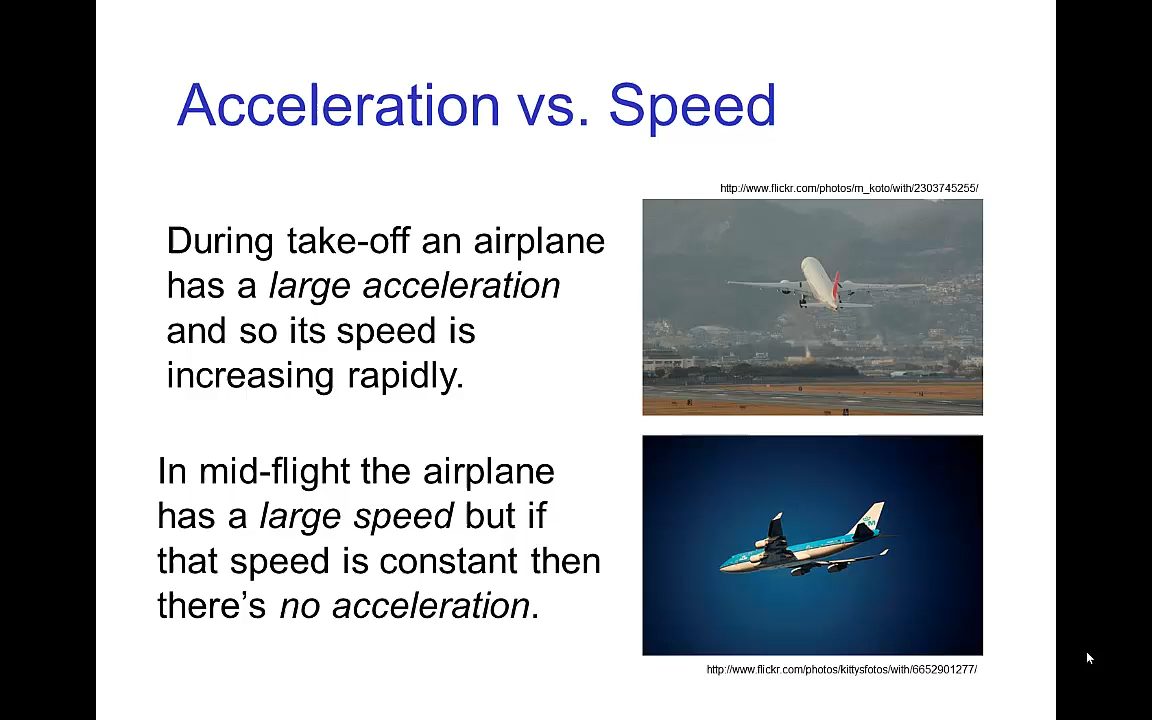 Acceleration vs. Speed
http://www.flickr.com/photos/m_koto/with/2303745255/
During take-off an airplane
has a large acceleration
and so its speed is
increasing rapidly.
In mid-flight the airplane
has a large speed but if
that speed is constant then
there’s no acceleration.
http://www.flickr.com/photos/kittysfotos/with/6652901277/